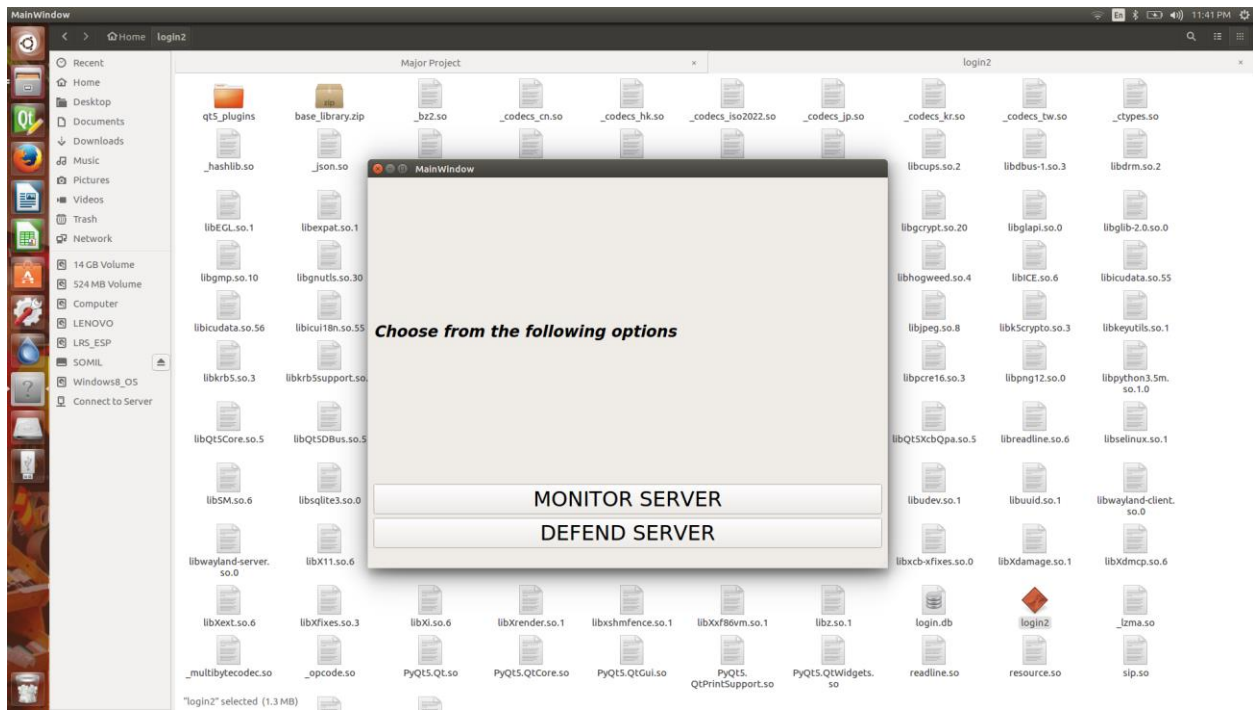 MainWindow
En
11:41 PM
Home login2
Recent
Home
Desktop
Documents
Downloads
Music
Pictures
Videos
Trash
Network
14 GB Volume
524 MB Volume
Computer
LENOVO
LRS_ESP
SOMIL
Windows8_OS
Connect to Server
Major Project × login2 ×
qt5_plugins base_library.zip _bz2.so _codecs_cn.so _codecs_hk.so _codecs_iso2022.so _codecs_jp.so _codecs_kr.so _codecs_tw.so _ctypes.so
_hashlib.so _json.so libcups.so.2 libdbus-1.so.3 libdrm.so.2
libEGL.so.1 libexpat.so.1 libgcrypt.so.20 libglapi.so.0 libglib-2.0.so.0
libgmp.so.10 libgnutls.so.30 libhogweed.so.4 libICE.so.6 libicudata.so.55
libicudata.so.56 libicui18n.so.55 libjpeg.so.8 libk5crypto.so.3 libkeyutils.so.1
libkrb5.so.3 libkrb5support.so. libpcre16.so.3 libpng12.so.0 libpython3.5m.
so.1.0
libQt5Core.so.5 libQt5DBus.so.5 libQt5XcbQpa.so.5 libreadline.so.6 libselinux.so.1
libSM.so.6 libsqlite3.so.0 libudev.so.1 libuuid.so.1 libwayland-client.
so.0
libwayland-server. libX11.so.6 libxcb-xfixes.so.0 libXdamage.so.1 libXdmcp.so.6
so.0
libXext.so.6 libXfixes.so.3 libXi.so.6 libXrender.so.1 libxshmfence.so.1 libXxf86vm.so.1 libz.so.1 login.db login2 _lzma.so
_multibytecodec.so _opcode.so PyQt5.Qt.so PyQt5.QtCore.so PyQt5.QtGui.so PyQt5. PyQt5.QtWidgets. readline.so resource.so sip.so
QtPrintSupport.so so
"login2" selected (1.3 MB)
MainWindow
Choose from the following options
MONITOR SERVER
DEFEND SERVER